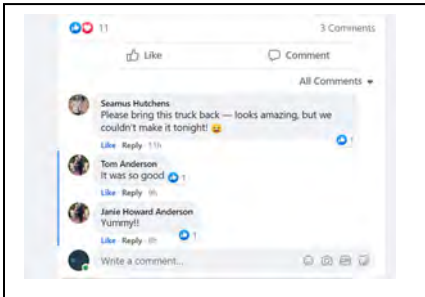 11 3 Comments
Like Comment
All Comments
Seamus Hutchens
Please bring this truck back — looks amazing, but we
couldn't make it tonight! 😆
Like Reply 11h 1
Tom Anderson
It was so good 1
Like Reply 9h
Janie Howard Anderson
Yummy!!
Like Reply 8h 1
Write a comment...